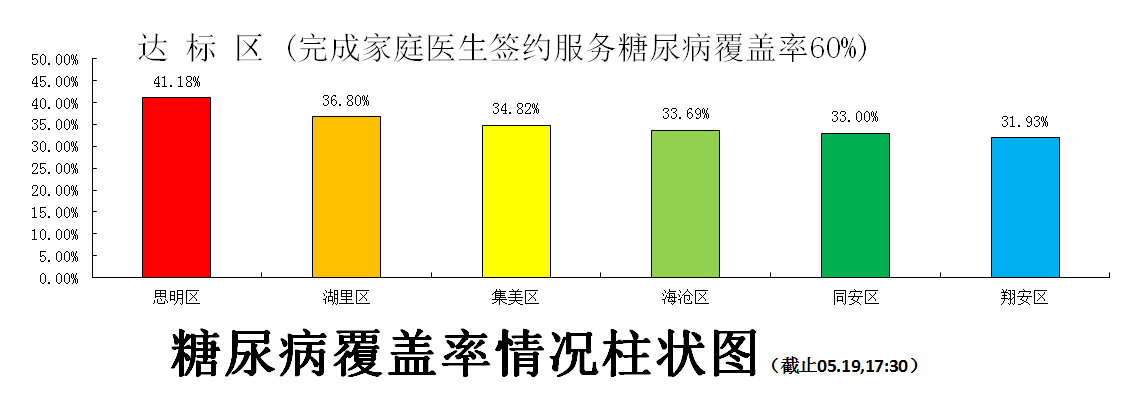 达 标 区 (完成家庭医生签约服务糖尿病覆盖率60%)
50.00%
45.00%
40.00%
35.00%
30.00%
25.00%
20.00%
15.00%
10.00%
5.00%
0.00%
41.18%
36.80%
34.82%
33.69%
33.00%
31.93%
思明区
湖里区
集美区
海沧区
同安区
翔安区
糖尿病覆盖率情况柱状图（截止05.19,17:30）